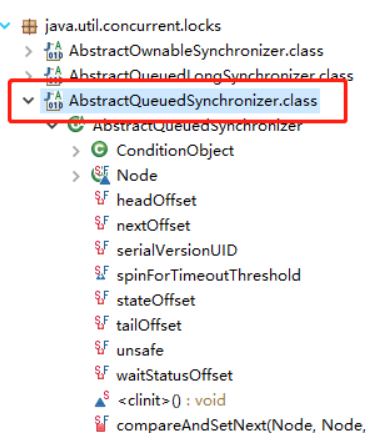 java.util.concurrent.locks
AbstractOwnableSynchronizer.class
AbstractQueuedLongSynchronizer.class
AbstractQueuedSynchronizer.class
AbstractQueuedSynchronizer
ConditionObject
Node
headOffset
nextOffset
serialVersionUID
spinForTimeoutThreshold
stateOffset
tailOffset
unsafe
waitStatusOffset
<clinit>() : void
compareAndSetNext(Node, Node,